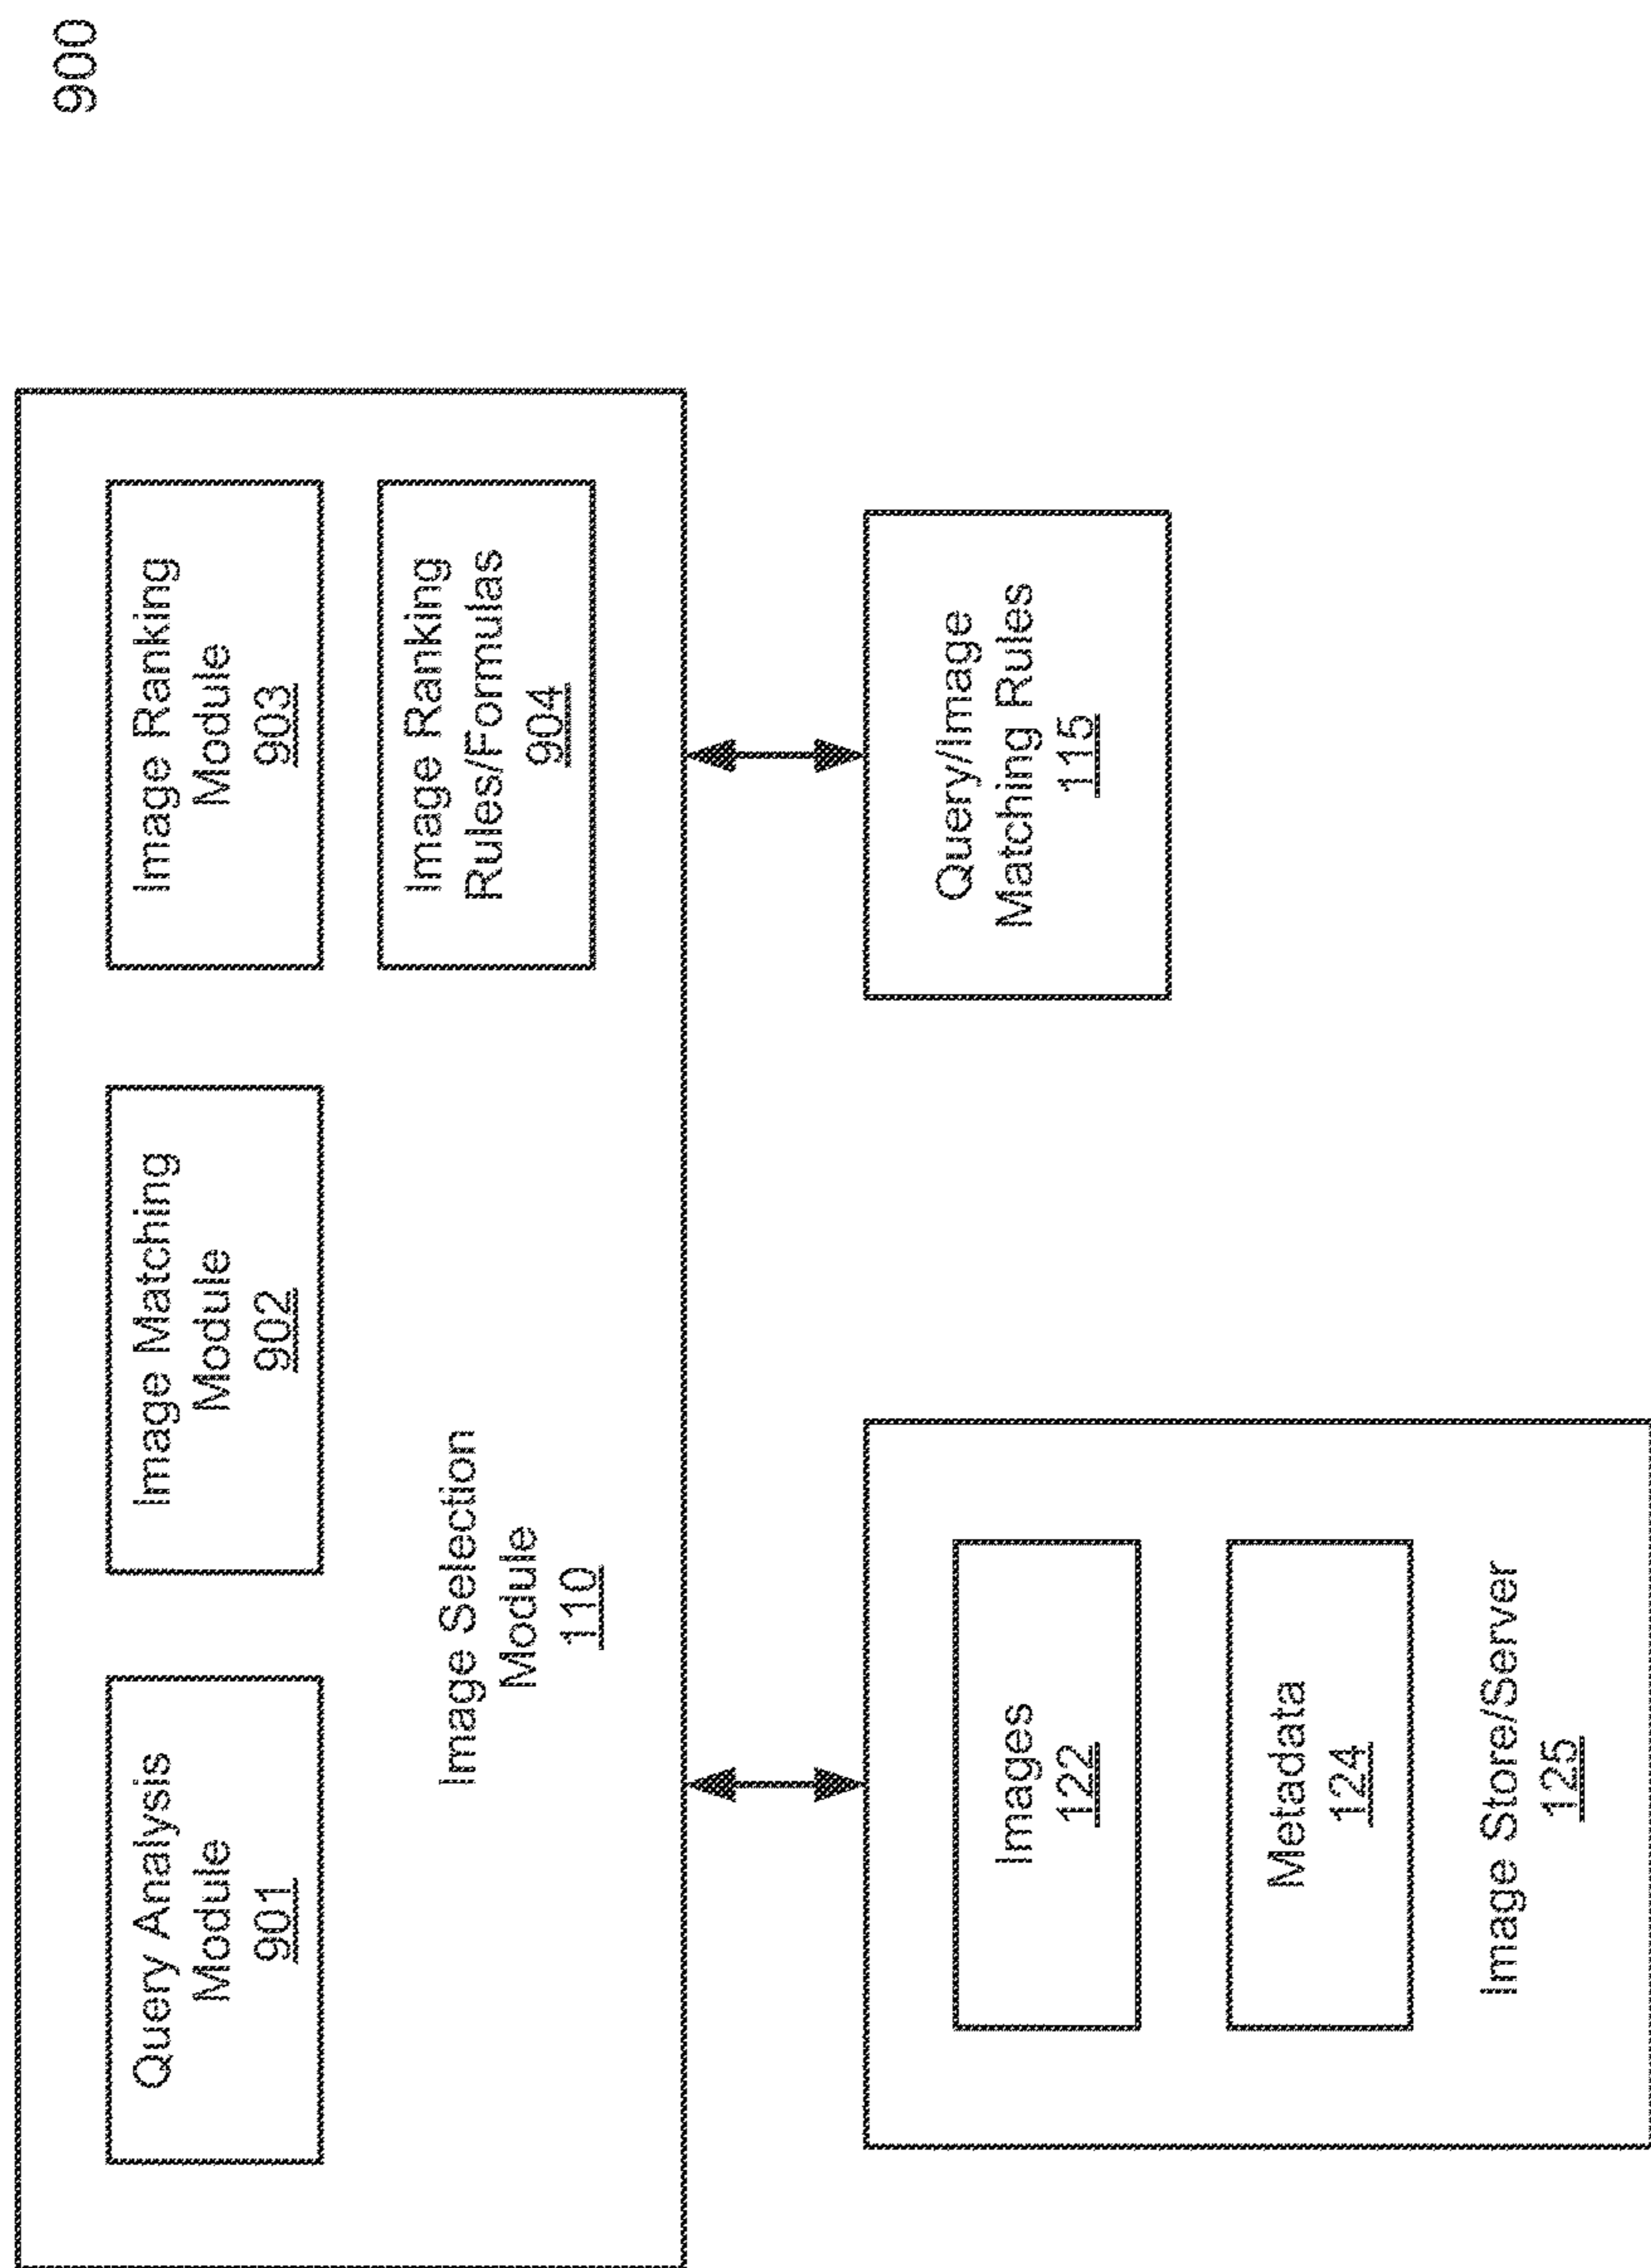 900
Query Analysis
Module
901
Image Matching
Module
902
Image Ranking
Module
903
Image Ranking
Rules/Formulas
904
Image Selection
Module
110
Images
122
Metadata
124
Image Store/Server
125
Query/Image
Matching Rules
115